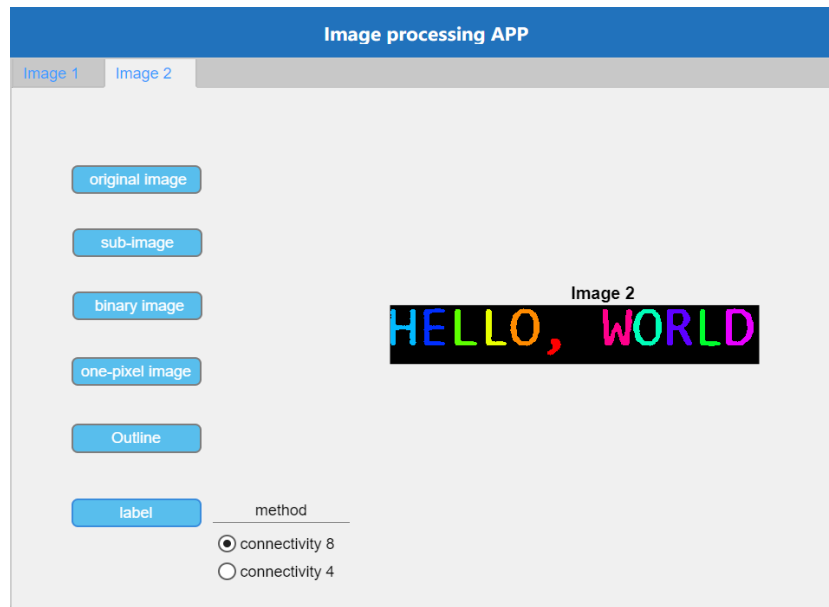 Image processing APP
Image 1
Image 2
original image
sub-image
binary image
one-pixel image
Outline
label
method
connectivity 8
connectivity 4
Image 2
HELLO, WORLD